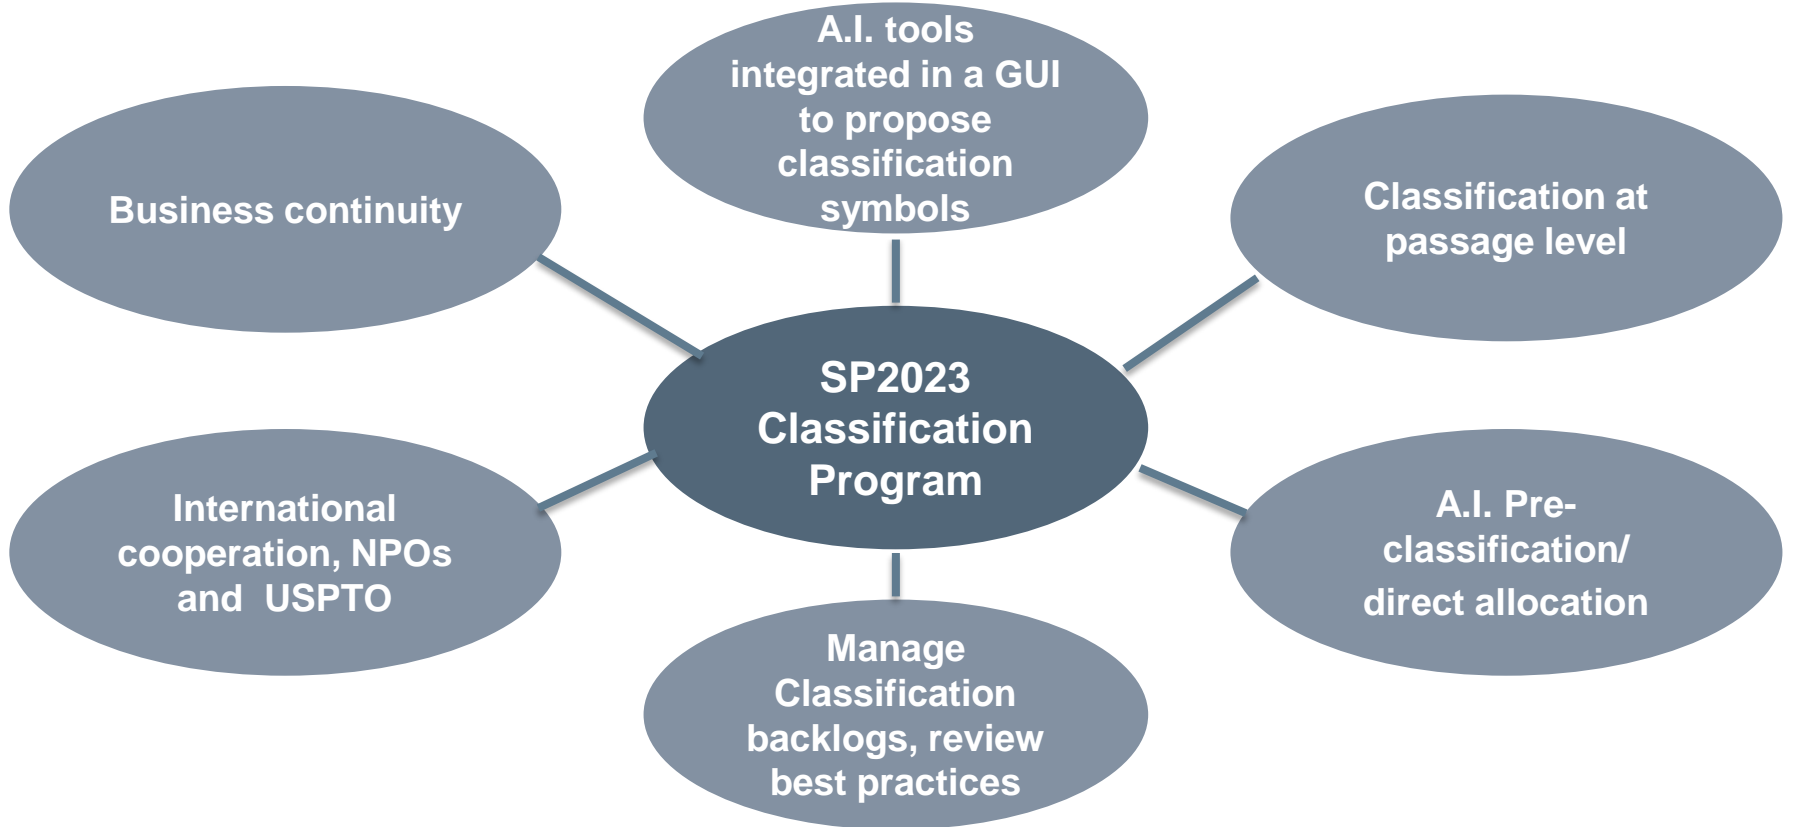 A.I. tools
integrated in a GUI
to propose
classification
symbols
Business continuity
Classification at
passage level
SP2023
Classification
Program
International
cooperation, NPOs
and  USPTO
A.I. Pre-
classification/
direct allocation
Manage
Classification
backlogs, review
best practices